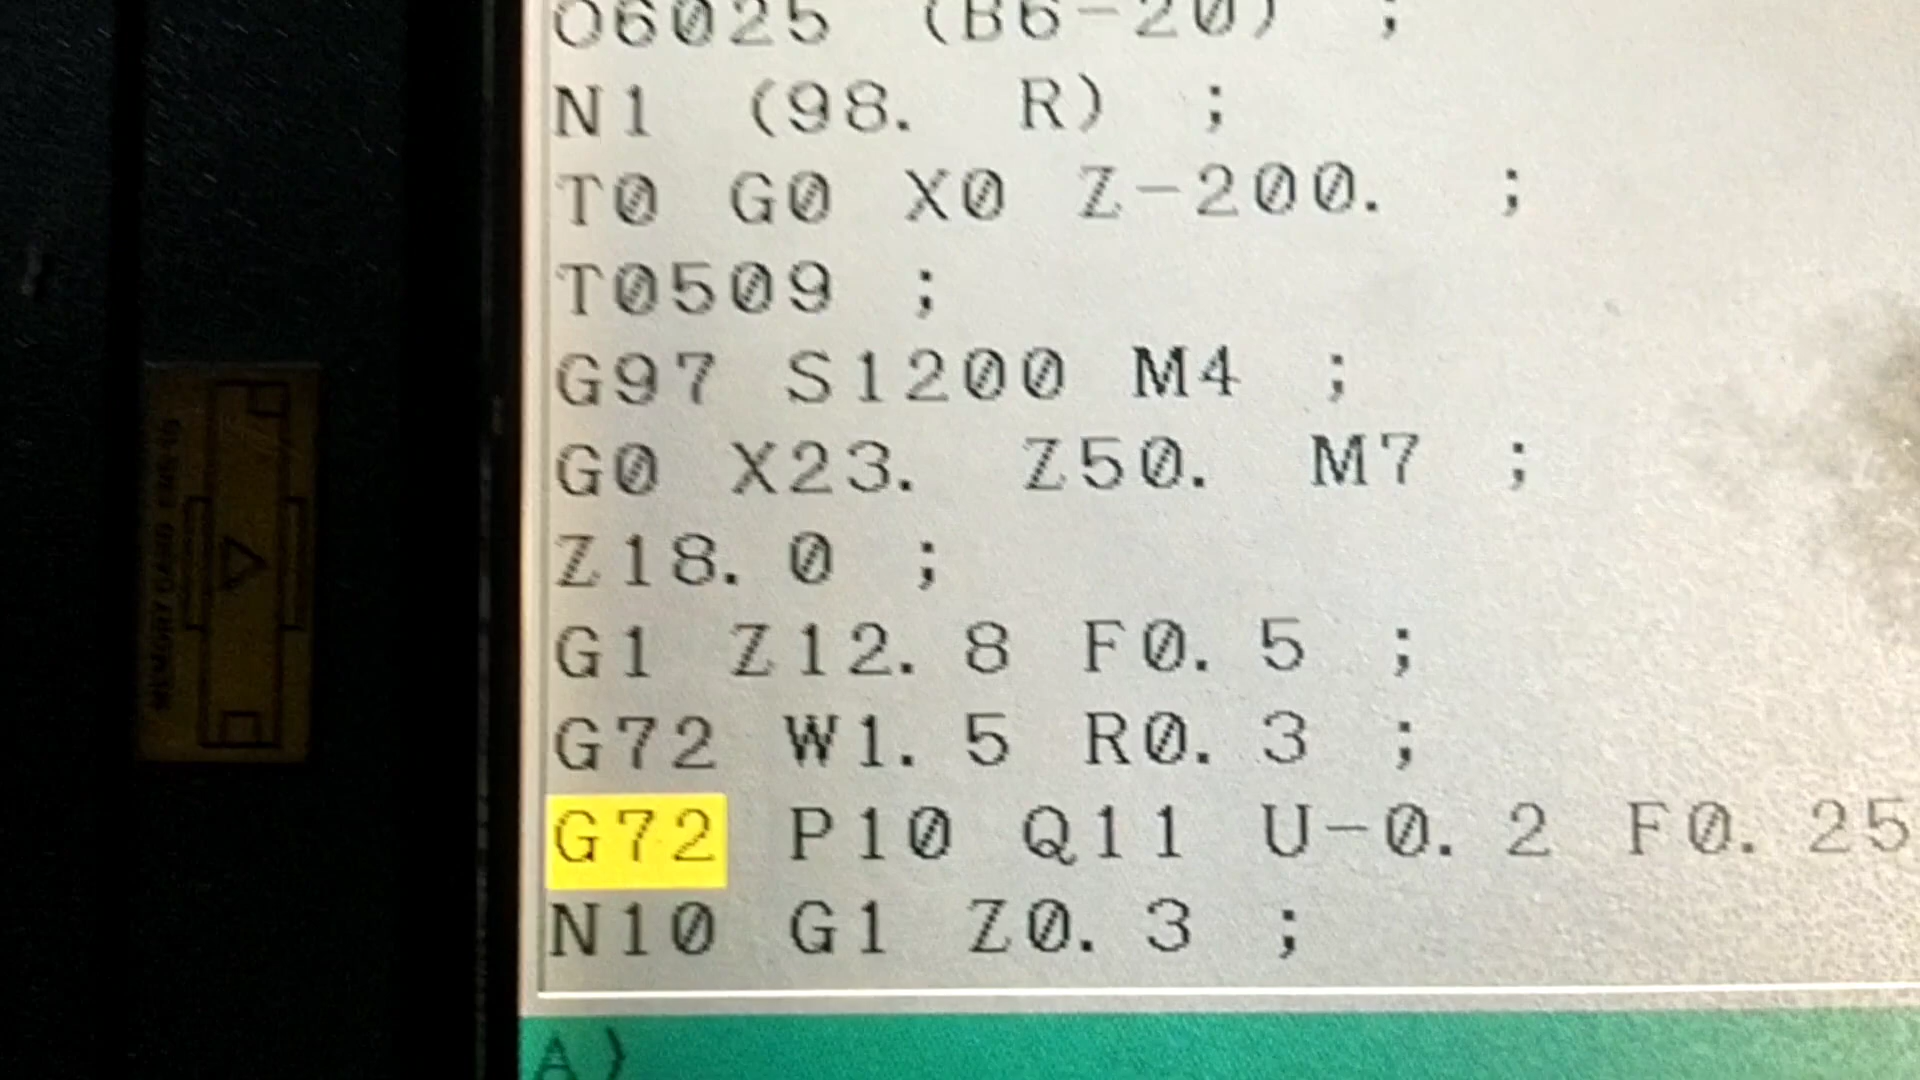 O6025 (B6-20) ;
N1 (98. R) ;
T0 G0 X0 Z-200. ;
T0509 ;
G97 S1200 M4 ;
G0 X23. Z50. M7 ;
Z18.0 ;
G1 Z12.8 F0.5 ;
G72 W1.5 R0.3 ;
G72 P10 Q11 U-0.2 F0.25
N10 G1 Z0.3 ;
A)
MEMORY CARD